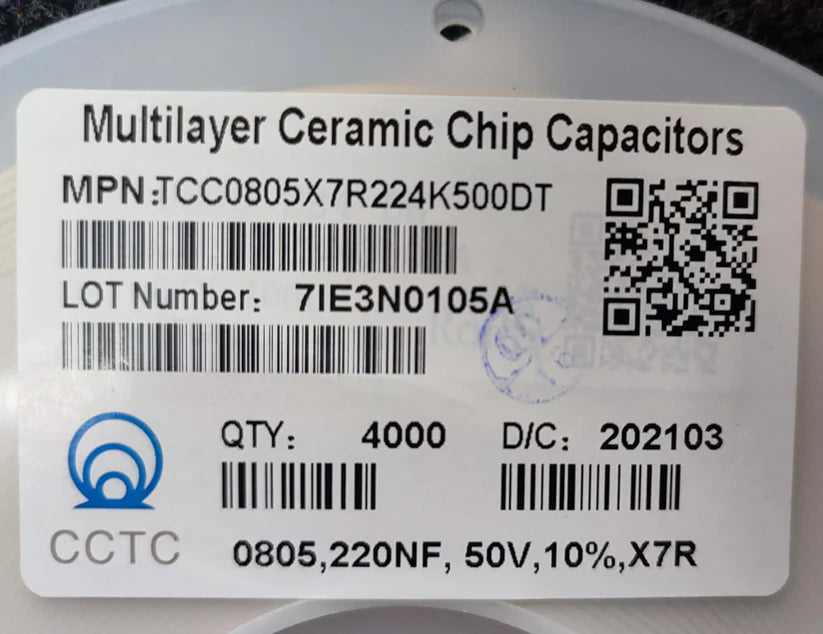 Multilayer Ceramic Chip Capacitors
MPN:TCC0805X7R224K500DT
LOT Number: 7IE3N0105A
QTY: 4000 D/C: 202103
CCTC
0805,220NF, 50V,10%,X7R